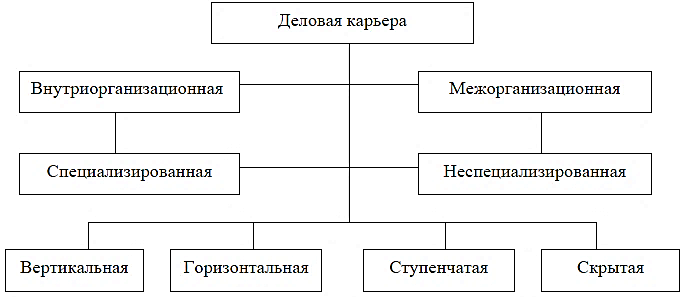 Деловая карьера
Внутриорганизационная
Межорганизационная
Специализированная
Неспециализированная
Вертикальная
Горизонтальная
Ступенчатая
Скрытая